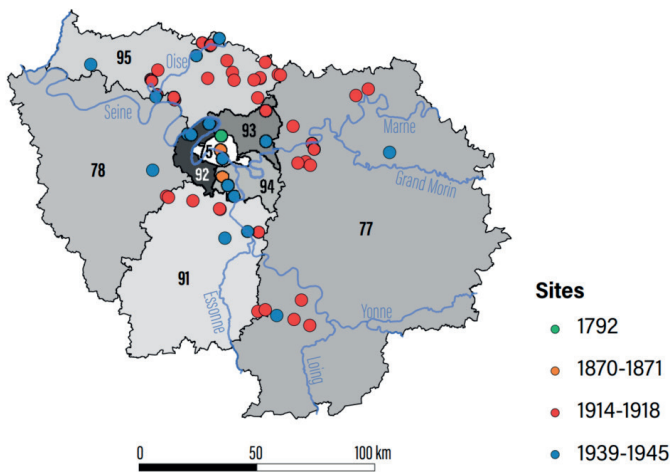 95
Oise
Seine
93
Marne
75
78
92
94
Grand Morin
77
91
Essonne
Yonne
Loing
Sites
1792
1870-1871
1914-1918
1939-1945
0 50 100 km